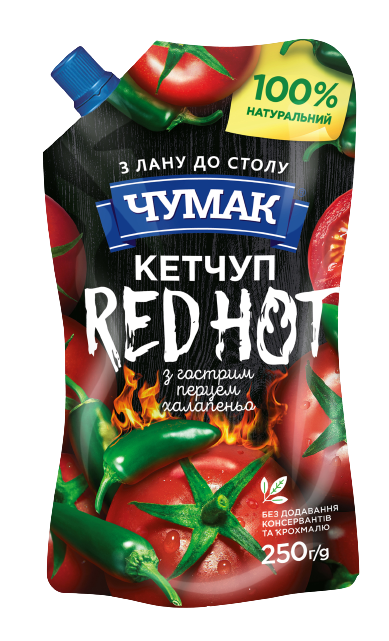 100%
НАТУРАЛЬНИЙ
З ЛАНУ ДО СТОЛУ
ЧУМАК
КЕТЧУП
RED HOT
з гострим
перцем
халапеньо
БЕЗ ДОДАВАННЯ
КОНСЕРВАНТІВ
ТА КРОХМАЛЮ
250г/g